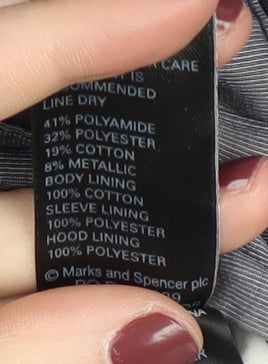 CARE
IS
LINE DRY
41% POLYAMIDE
32% POLYESTER
19% COTTON
8% METALLIC
BODY LINING
100% COTTON
SLEEVE LINING
100% POLYESTER
HOOD LINING
100% POLYESTER
© Marks and Spencer plc